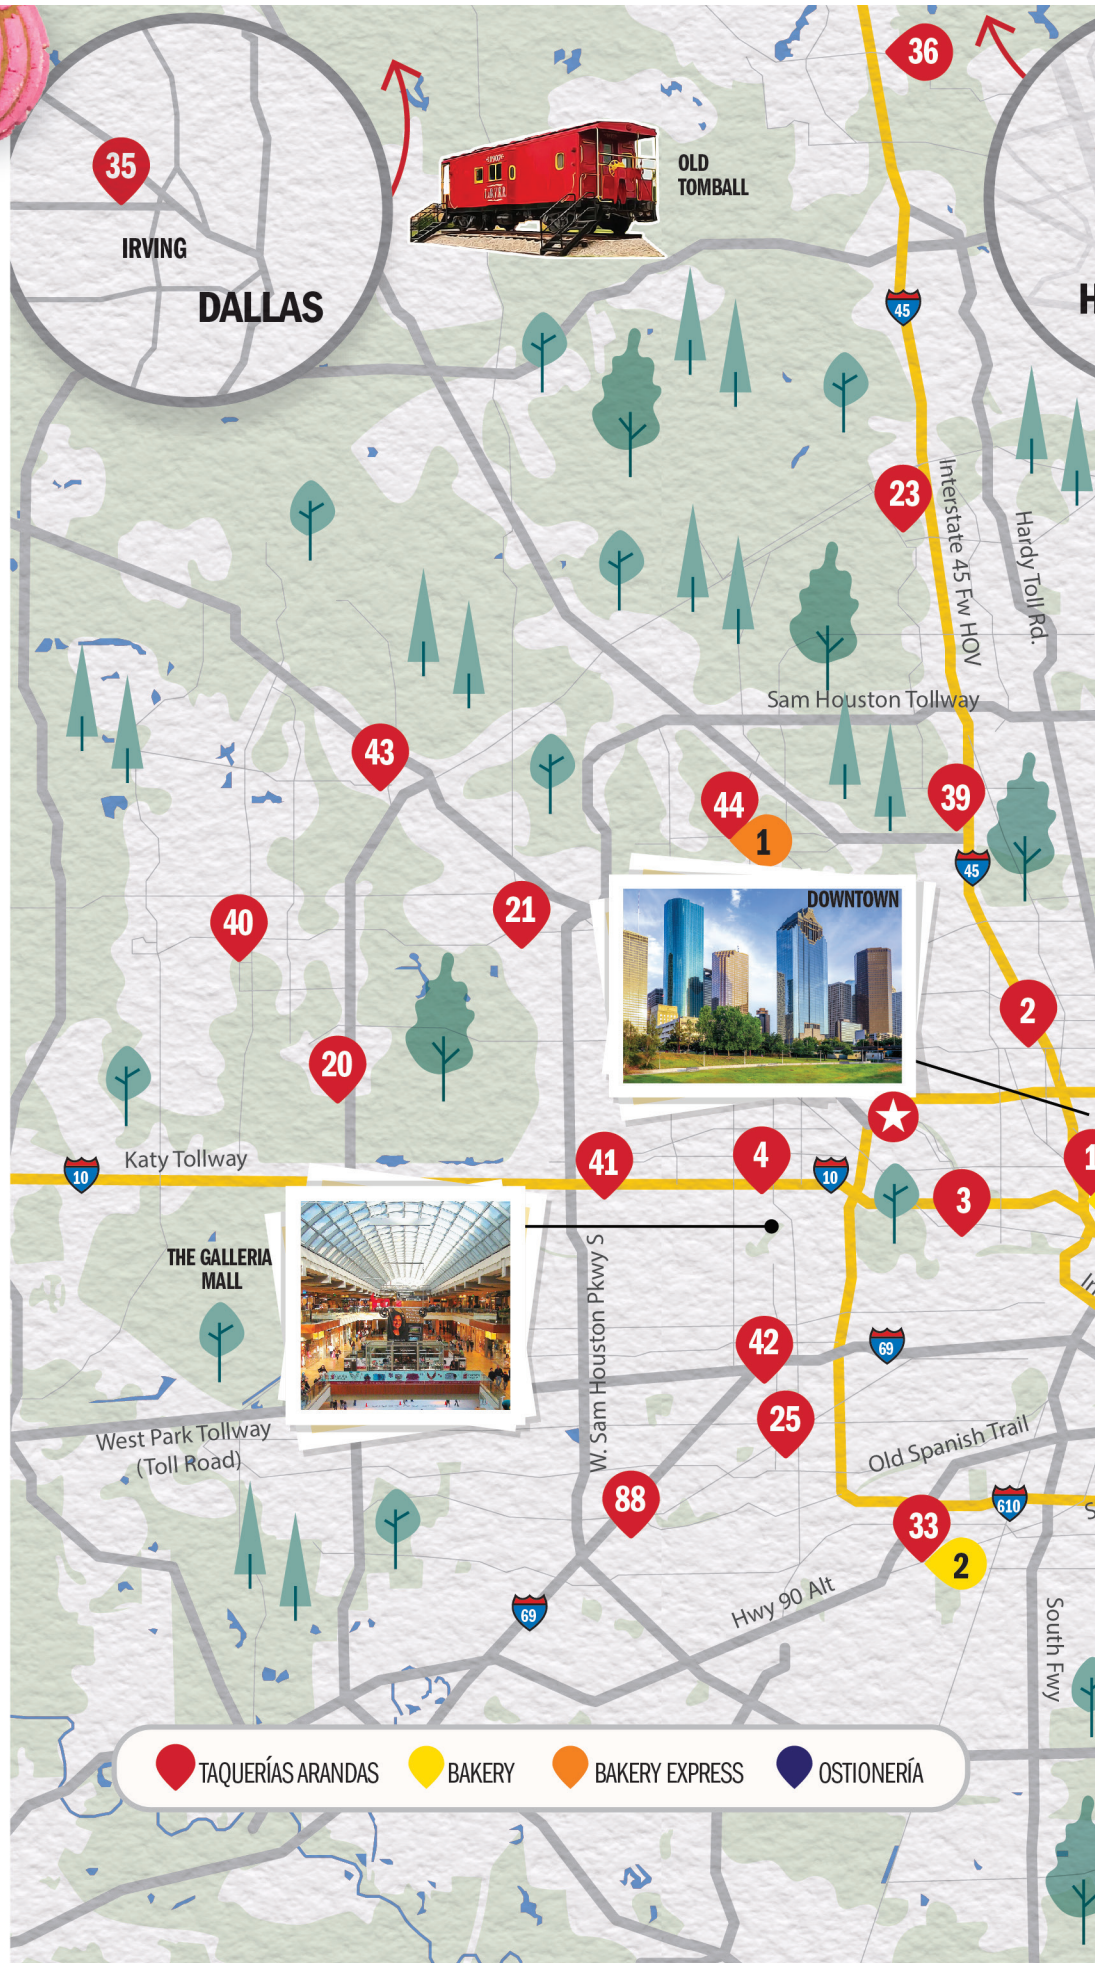 36
35
IRVING
DALLAS
OLD
TOMBALL
H
45
23
Interstate 45 Fw HOV
Hardy Toll Rd.
Sam Houston Tollway
43
44
1
39
45
DOWNTOWN
40
21
2
20
Katy Tollway
10
41
4
10
3
1
THE GALLERIA
MALL
W. Sam Houston Pkwy S
In
42
69
25
West Park Tollway
(Toll Road)
Old Spanish Trail
88
610
S
33
2
69
Hwy 90 Alt
South Fwy
TAQUERÍAS ARANDAS
BAKERY
BAKERY EXPRESS
OSTIONERÍA